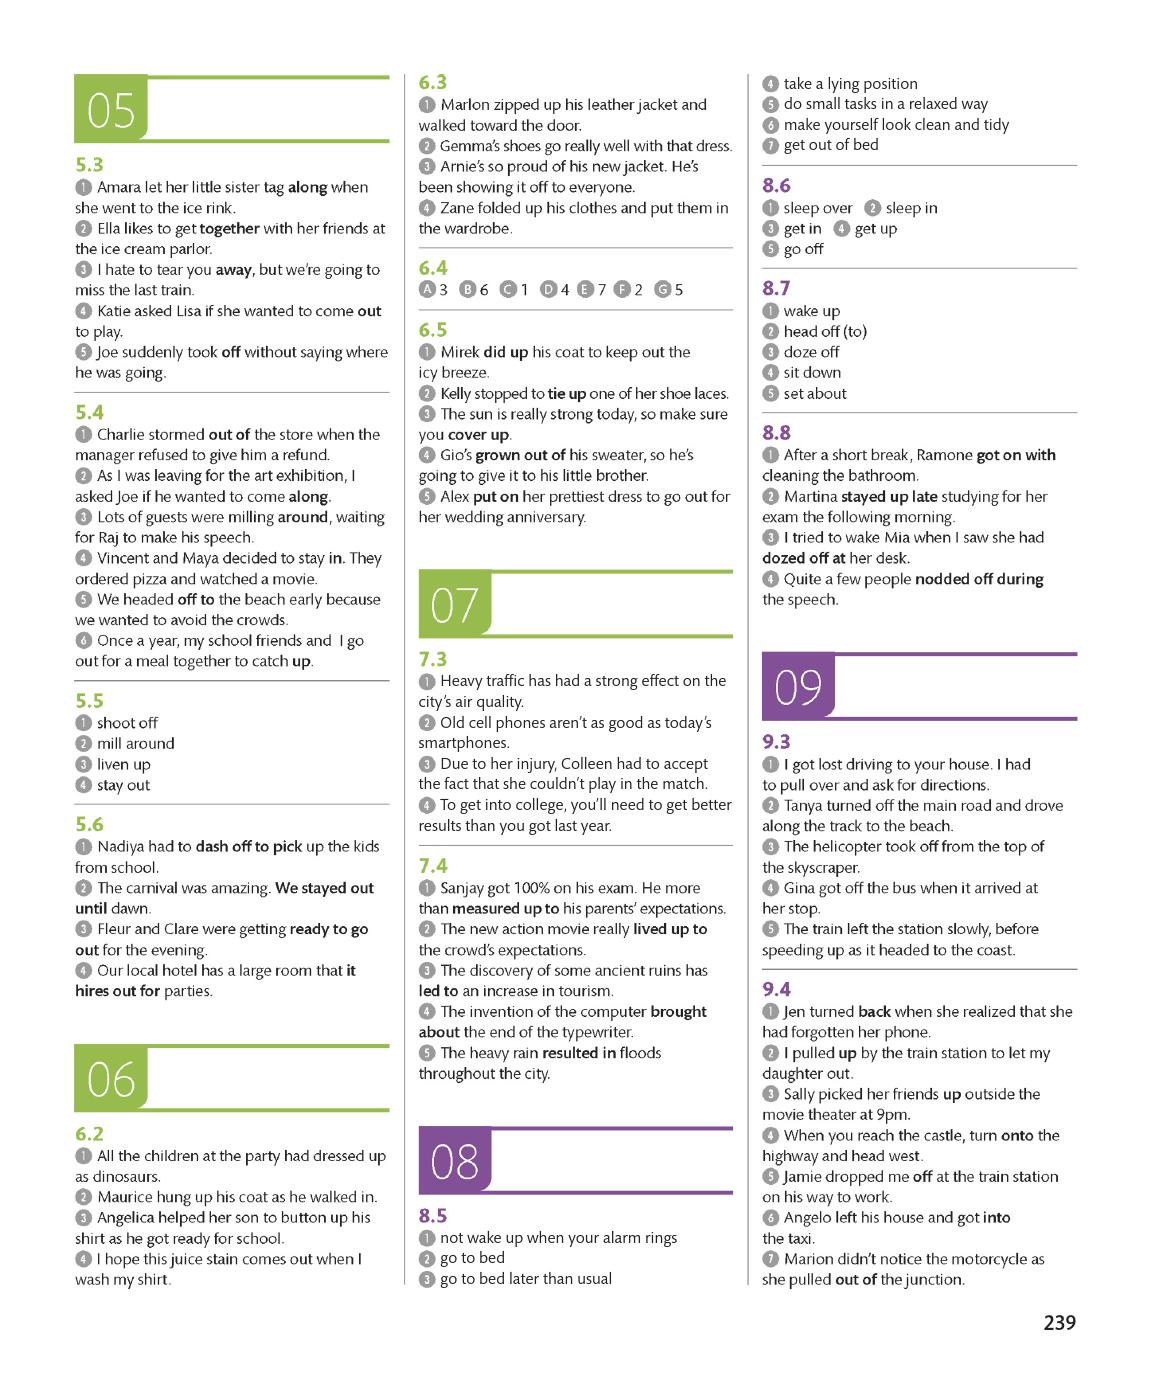 05
5.3
1 Amara let her little sister tag along when
she went to the ice rink.
2 Ella likes to get together with her friends at
the ice cream parlor.
3 I hate to tear you away, but we're going to
miss the last train.
4 Katie asked Lisa if she wanted to come out
to play.
5 Joe suddenly took off without saying where
he was going.
5.4
1 Charlie stormed out of the store when the
manager refused to give him a refund.
2 As I was leaving for the art exhibition, I
asked Joe if he wanted to come along.
3 Lots of guests were milling around, waiting
for Raj to make his speech.
4 Vincent and Maya decided to stay in. They
ordered pizza and watched a movie.
5 We headed off to the beach early because
we wanted to avoid the crowds.
6 Once a year, my school friends and I go
out for a meal together to catch up.
5.5
1 shoot off
2 mill around
3 liven up
4 stay out
5.6
1 Nadiya had to dash off to pick up the kids
from school.
2 The carnival was amazing. We stayed out
until dawn.
3 Fleur and Clare were getting ready to go
out for the evening.
4 Our local hotel has a large room that it
hires out for parties.
06
6.2
1 All the children at the party had dressed up
as dinosaurs.
2 Maurice hung up his coat as he walked in.
3 Angelica helped her son to button up his
shirt as he got ready for school.
4 I hope this juice stain comes out when I
wash my shirt.
6.3
1 Marlon zipped up his leather jacket and
walked toward the door.
2 Gemma's shoes go really well with that dress.
3 Arnie's so proud of his new jacket. He's
been showing it off to everyone.
4 Zane folded up his clothes and put them in
the wardrobe.
6.4
A 3 B 6 C 1 D 4 E 7 F 2 G 5
6.5
1 Mirek did up his coat to keep out the
icy breeze.
2 Kelly stopped to tie up one of her shoe laces.
3 The sun is really strong today, so make sure
you cover up.
4 Gio's grown out of his sweater, so he's
going to give it to his little brother.
5 Alex put on her prettiest dress to go out for
her wedding anniversary.
07
7.3
1 Heavy traffic has had a strong effect on the
city's air quality.
2 Old cell phones aren't as good as today's
smartphones.
3 Due to her injury, Colleen had to accept
the fact that she couldn't play in the match.
4 To get into college, you'll need to get better
results than you got last year.
7.4
1 Sanjay got 100% on his exam. He more
than measured up to his parents' expectations.
2 The new action movie really lived up to
the crowd's expectations.
3 The discovery of some ancient ruins has
led to an increase in tourism.
4 The invention of the computer brought
about the end of the typewriter.
5 The heavy rain resulted in floods
throughout the city.
08
8.5
1 not wake up when your alarm rings
2 go to bed
3 go to bed later than usual
4 take a lying position
5 do small tasks in a relaxed way
6 make yourself look clean and tidy
7 get out of bed
8.6
1 sleep over 2 sleep in
3 get in 4 get up
5 go off
8.7
1 wake up
2 head off (to)
3 doze off
4 sit down
5 set about
8.8
1 After a short break, Ramone got on with
cleaning the bathroom.
2 Martina stayed up late studying for her
exam the following morning.
3 I tried to wake Mia when I saw she had
dozed off at her desk.
4 Quite a few people nodded off during
the speech.
09
9.3
1 I got lost driving to your house. I had
to pull over and ask for directions.
2 Tanya turned off the main road and drove
along the track to the beach.
3 The helicopter took off from the top of
the skyscraper.
4 Gina got off the bus when it arrived at
her stop.
5 The train left the station slowly, before
speeding up as it headed to the coast.
9.4
1 Jen turned back when she realized that she
had forgotten her phone.
2 I pulled up by the train station to let my
daughter out.
3 Sally picked her friends up outside the
movie theater at 9pm.
4 When you reach the castle, turn onto the
highway and head west.
5 Jamie dropped me off at the train station
on his way to work.
6 Angelo left his house and got into
the taxi.
7 Marion didn't notice the motorcycle as
she pulled out of the junction.
239